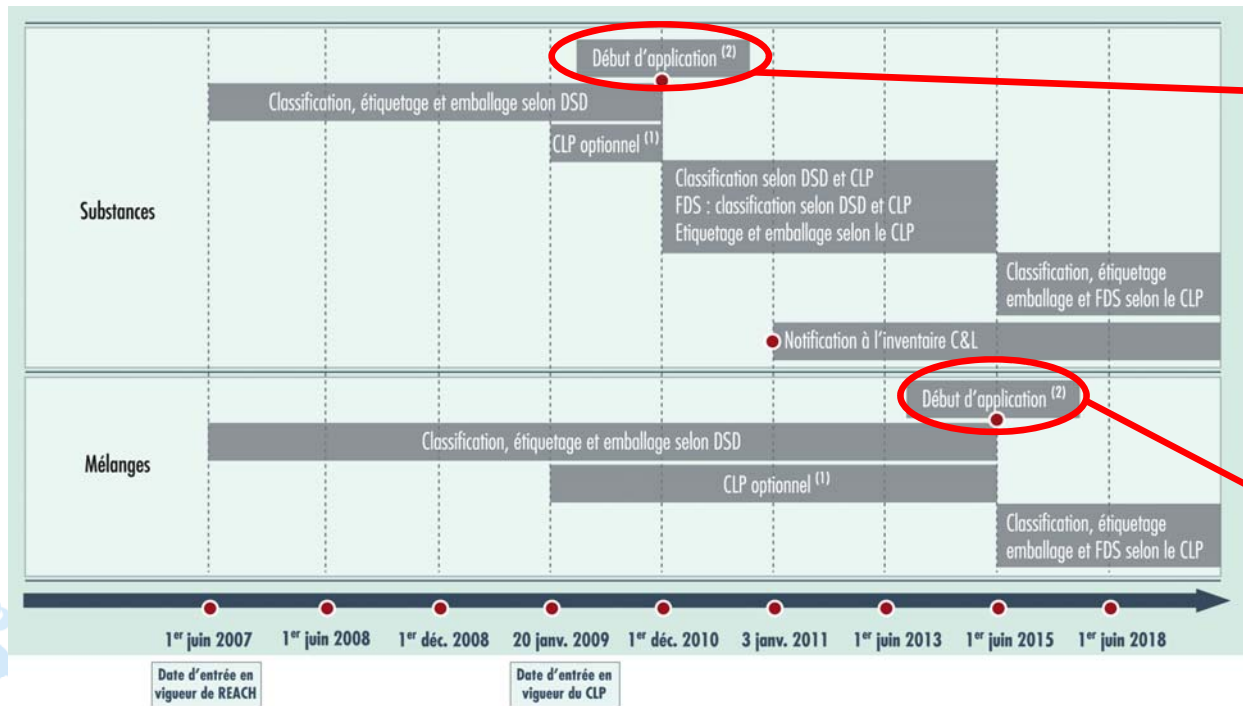 Début d'application (2)
Classification, étiquetage et emballage selon DSD
CLP optionnel (1)
Substances
Classification selon DSD et CLP
FDS : classification selon DSD et CLP
Etiquetage et emballage selon le CLP
Classification, étiquetage
emballage et FDS selon le CLP
Notification à l'inventaire C&L
Début d'application (2)
Classification, étiquetage et emballage selon DSD
Mélanges
CLP optionnel (1)
Classification, étiquetage
emballage et FDS selon le CLP
1er juin 2007 1er juin 2008 1er déc. 2008 20 janv. 2009 1er déc. 2010 3 janv. 2011 1er juin 2013 1er juin 2015 1er juin 2018
Date d'entrée en
vigueur de REACH
Date d'entrée en
vigueur du CLP